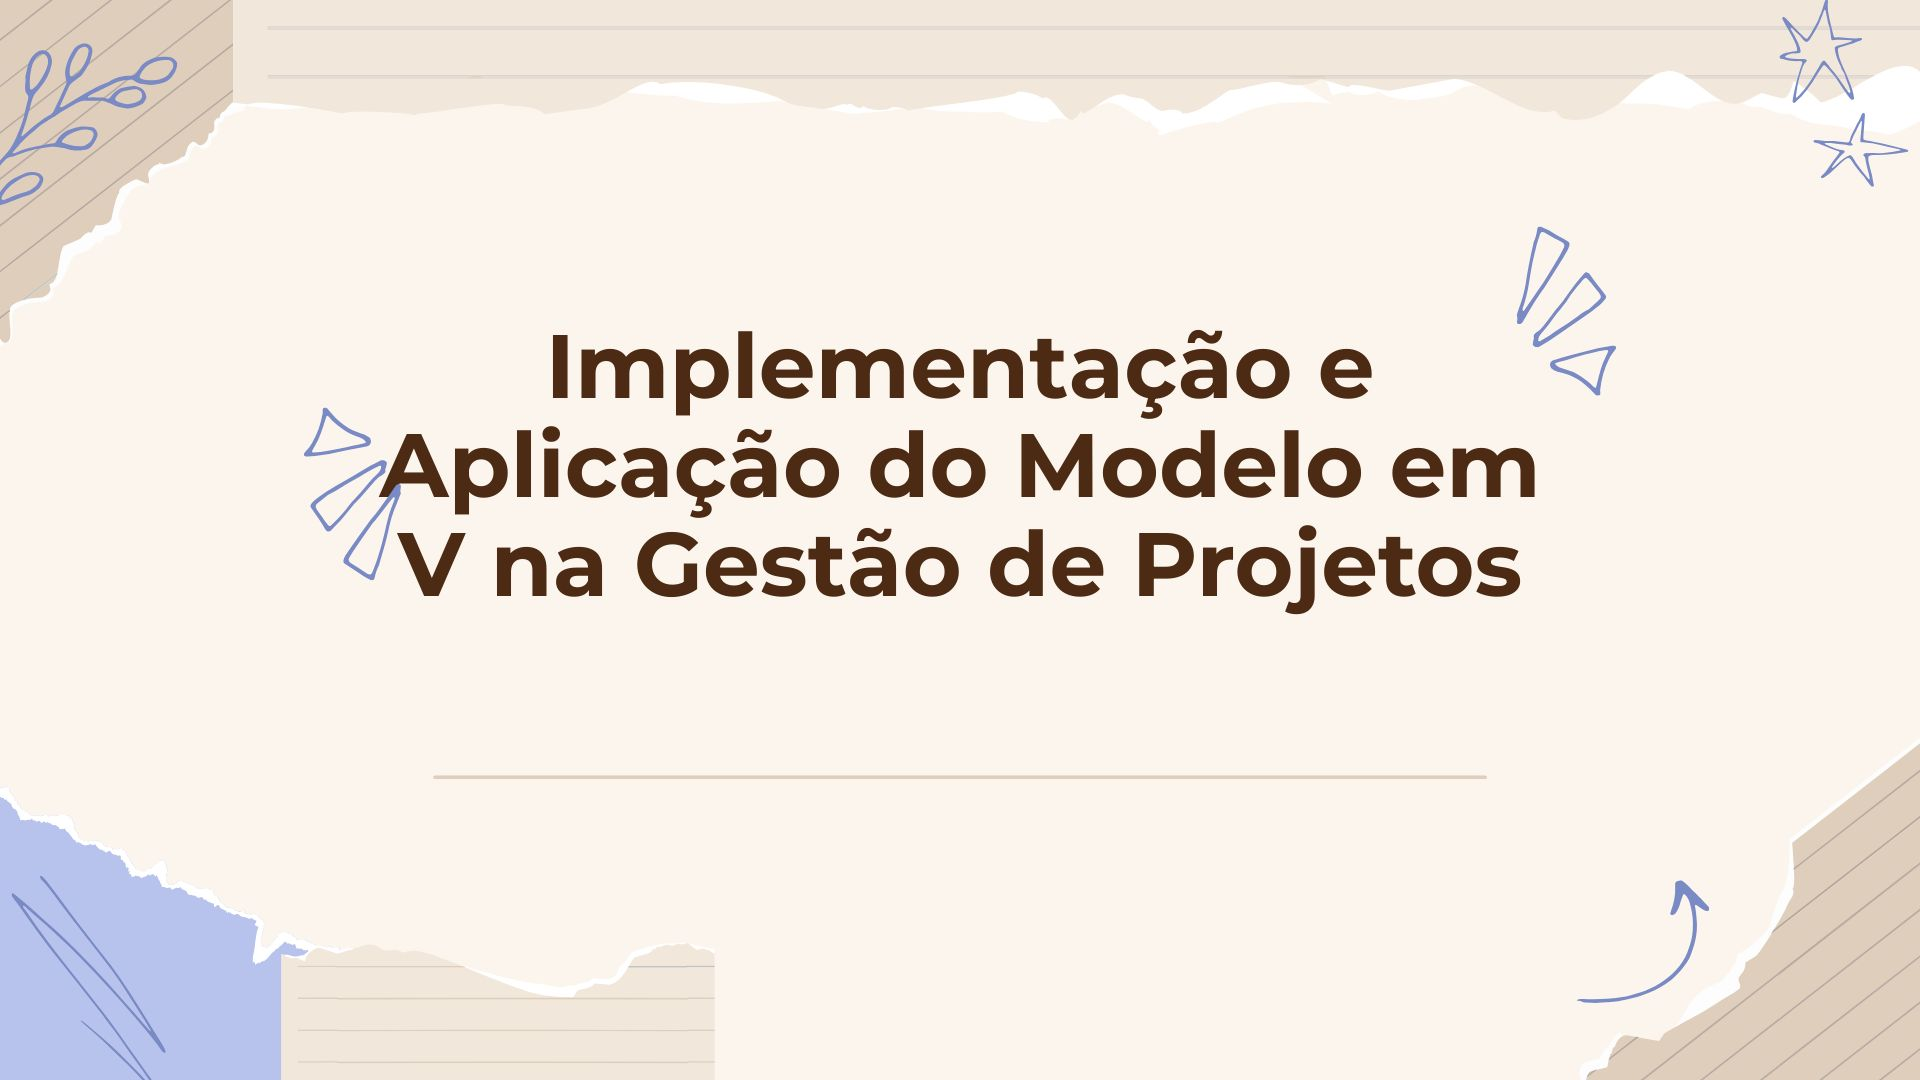 Implementação e
Aplicação do Modelo em
V na Gestão de Projetos